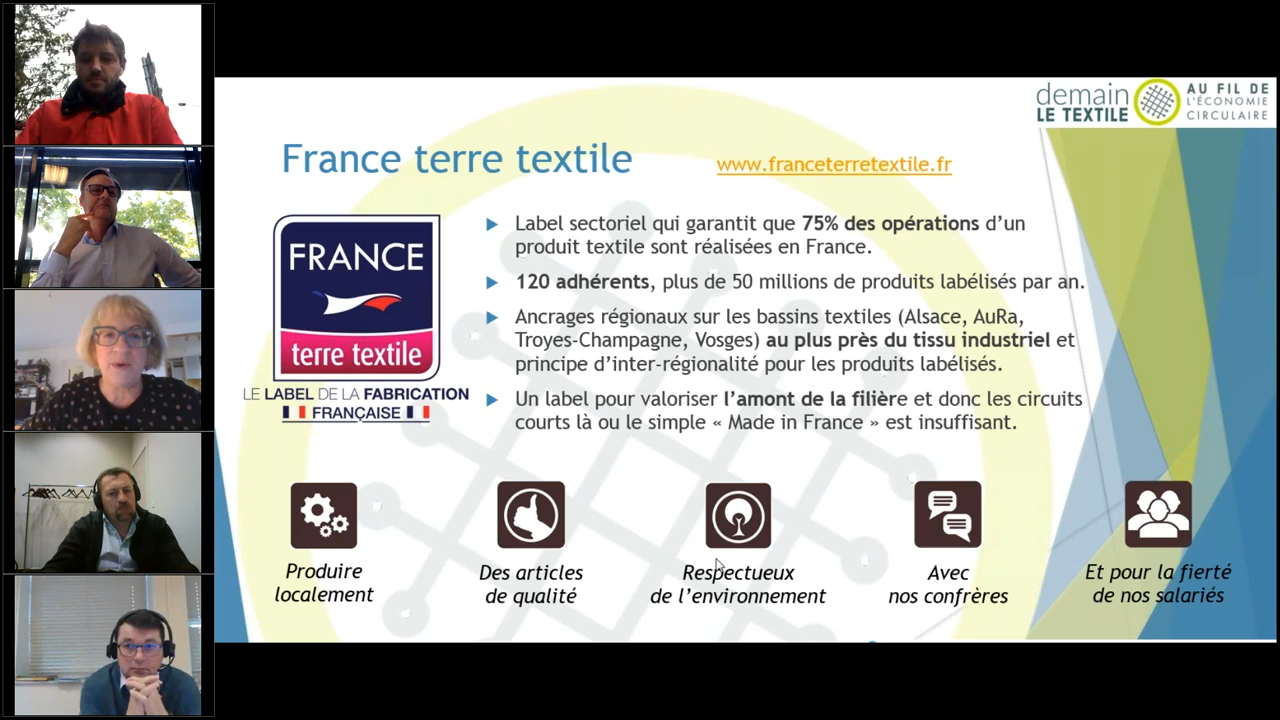 demain
LE TEXTILE
AU FIL DE
L'ÉCONOMIE
CIRCULAIRE
France terre textile
www.franceterretextile.fr
FRANCE
terre textile
LE LABEL DE LA FABRICATION
FRANÇAISE
Label sectoriel qui garantit que 75% des opérations d’un
produit textile sont réalisées en France.
120 adhérents, plus de 50 millions de produits labélisés par an.
Ancrages régionaux sur les bassins textiles (Alsace, AuRa,
Troyes-Champagne, Vosges) au plus près du tissu industriel et
principe d’inter-régionalité pour les produits labélisés.
Un label pour valoriser l’amont de la filière et donc les circuits
courts là ou le simple « Made in France » est insuffisant.
Produire
localement
Des articles
de qualité
Respectueux
de l’environnement
Avec
nos confrères
Et pour la fierté
de nos salariés